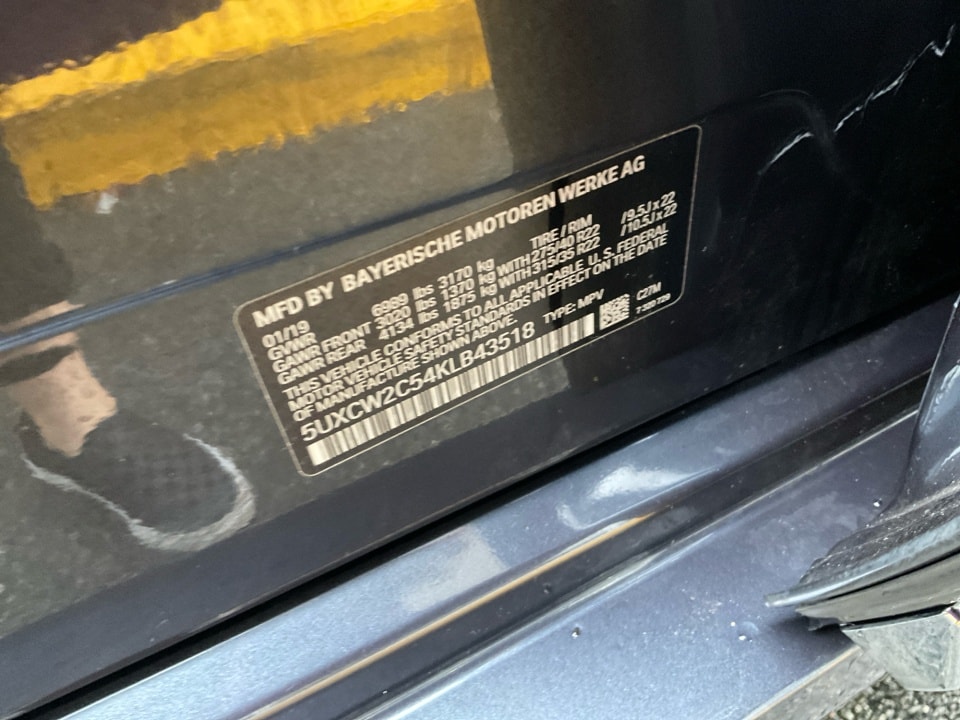 MFD BY BAYERISCHE MOTOREN WERKE AG
01/19 TIRE / RIM
GVWR 6989 lbs 3170 kg
GAWR FRONT 3020 lbs 1370 kg WITH 275/40 R22 /9.5J x 22
GAWR REAR 4134 lbs 1875 kg WITH 315/35 R22 /10.5J x 22
THIS VEHICLE CONFORMS TO ALL APPLICABLE U. S. FEDERAL
MOTOR VEHICLE SAFETY STANDARDS IN EFFECT ON THE DATE
OF MANUFACTURE SHOWN ABOVE.
5UXCW2C54KLB43518 TYPE: MPV
C27M